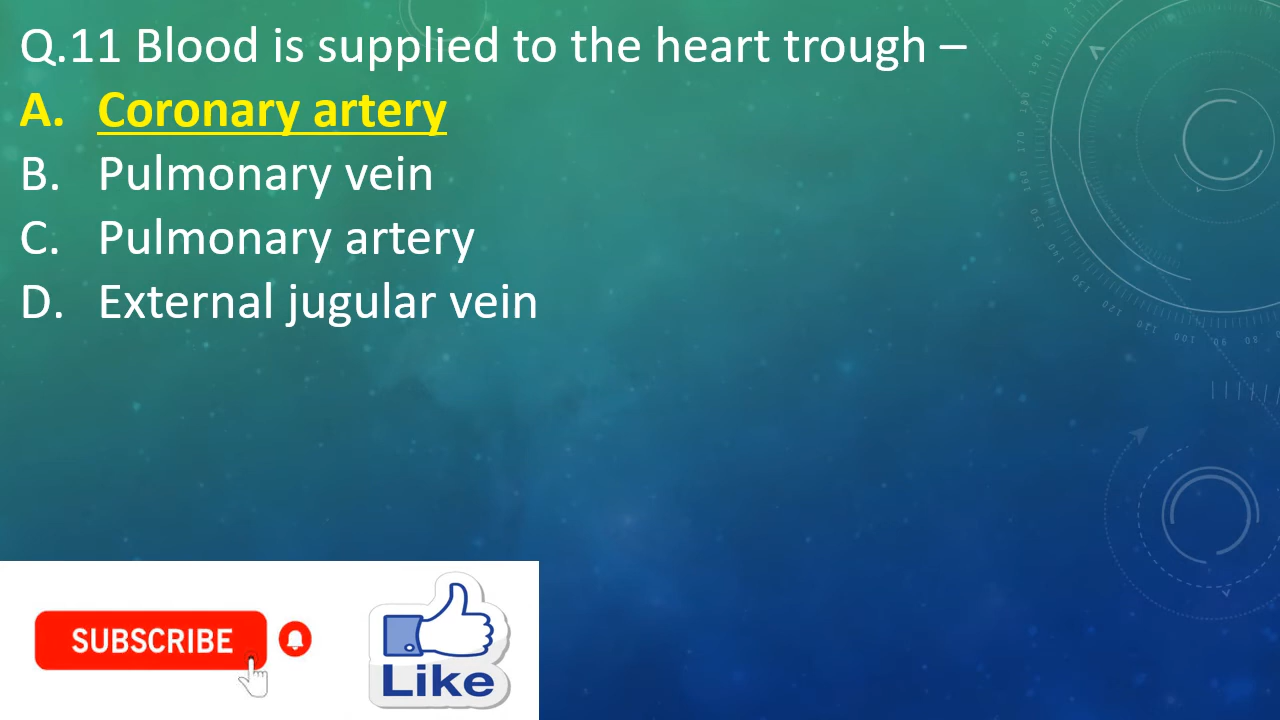 Q.11 Blood is supplied to the heart trough –
A. Coronary artery
B. Pulmonary vein
C. Pulmonary artery
D. External jugular vein
SUBSCRIBE
Like